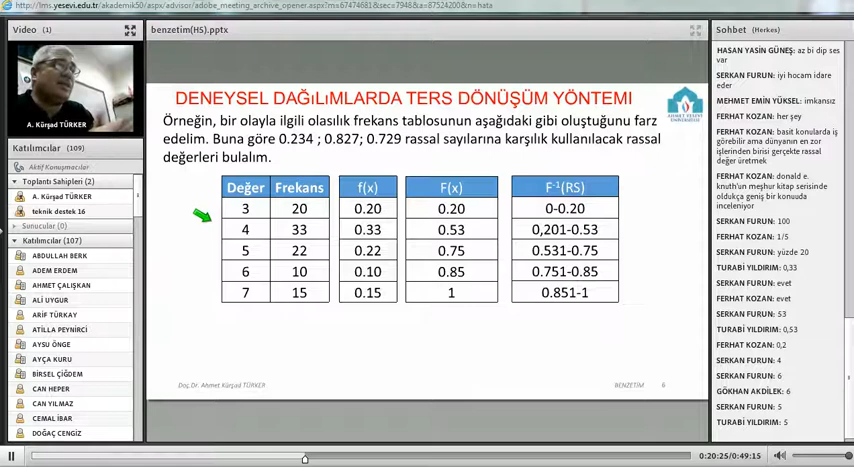 http://lms.yesevi.edu.tr/akademik50/aspx/advisor/adobe_meeting_archive_opener.aspx?m=67474681&sec=7948&a=87524200&n=hata
Video
A. Kürşad TÜRKER
Katılımcılar (109)
Aktif Konuşmacılar
Toplantı Sahipleri (2)
A. Kürşad TÜRKER
teknik destek 16
Sunucular (0)
Katılımcılar (107)
ABDULLAH BERK
ADEM ERDEM
AHMET ÇALIŞKAN
ALİ UYGUR
ARİF TÜRKAY
ATİLLA PEYNİRCİ
AYSU ÖNGE
AYÇA KURU
BİRSEL ÇİĞDEM
CAN HEPER
CAN YILMAZ
CEMAL İBAR
DOĞAÇ CENGİZ
benzetim(H5).pptx
DENEYSEL DAĞıLıMLARDA TERS DÖNÜŞÜM YÖNTEMİ
AHMET YESEVİ
ÜNİVERSİTESİ
Örneğin, bir olayla ilgili olasılık frekans tablosunun aşağıdaki gibi oluştuğunu farz
edelim. Buna göre 0.234 ; 0.827; 0.729 rassal sayılarına karşılık kullanılacak rassal
değerleri bulalım.
Değer Frekans f(x) F(x) F⁻¹(RS)
3 20 0.20 0.20 0-0.20
4 33 0.33 0.53 0,201-0.53
5 22 0.22 0.75 0.531-0.75
6 10 0.10 0.85 0.751-0.85
7 15 0.15 1 0.851-1
Doç.Dr. Ahmet Kürşad TÜRKER BENZETİM 6
Sohbet (Herkes)
HASAN YASİN GÜNEŞ: az bi dip ses
var
SERKAN FURUN: iyi hocam idare
eder
MEHMET EMİN YÜKSEL: imkansız
FERHAT KOZAN: her şey
FERHAT KOZAN: basit konularda iş
görebilir ama dünyanın en zor
işlerinden birisi gerçekte rassal
değer üretmek
FERHAT KOZAN: donald e.
knuth'un meşhur kitap serisinde
oldukça geniş bir konuda
inceleniyor
SERKAN FURUN: 100
FERHAT KOZAN: 1/5
SERKAN FURUN: yüzde 20
TURABİ YILDIRIM: 0,33
SERKAN FURUN: evet
FERHAT KOZAN: evet
SERKAN FURUN: 53
TURABİ YILDIRIM: 0,53
FERHAT KOZAN: 0,2
SERKAN FURUN: 4
SERKAN FURUN: 6
GÖKHAN AKDİLEK: 6
SERKAN FURUN: 5
TURABİ YILDIRIM: 5
0:20:25/0:49:15